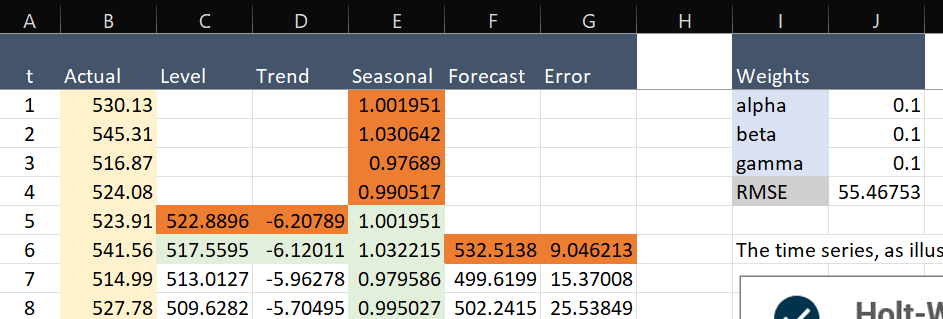 A B C D E F G H I J
t Actual Level Trend Seasonal Forecast Error Weights
1 530.13 1.001951 alpha 0.1
2 545.31 1.030642 beta 0.1
3 516.87 0.97689 gamma 0.1
4 524.08 0.990517 RMSE 55.46753
5 523.91 522.8896 -6.20789 1.001951
6 541.56 517.5595 -6.12011 1.032215 532.5138 9.046213 The time series, as illus
7 514.99 513.0127 -5.96278 0.979586 499.6199 15.37008
8 527.78 509.6282 -5.70495 0.995027 502.2415 25.53849 Holt-W